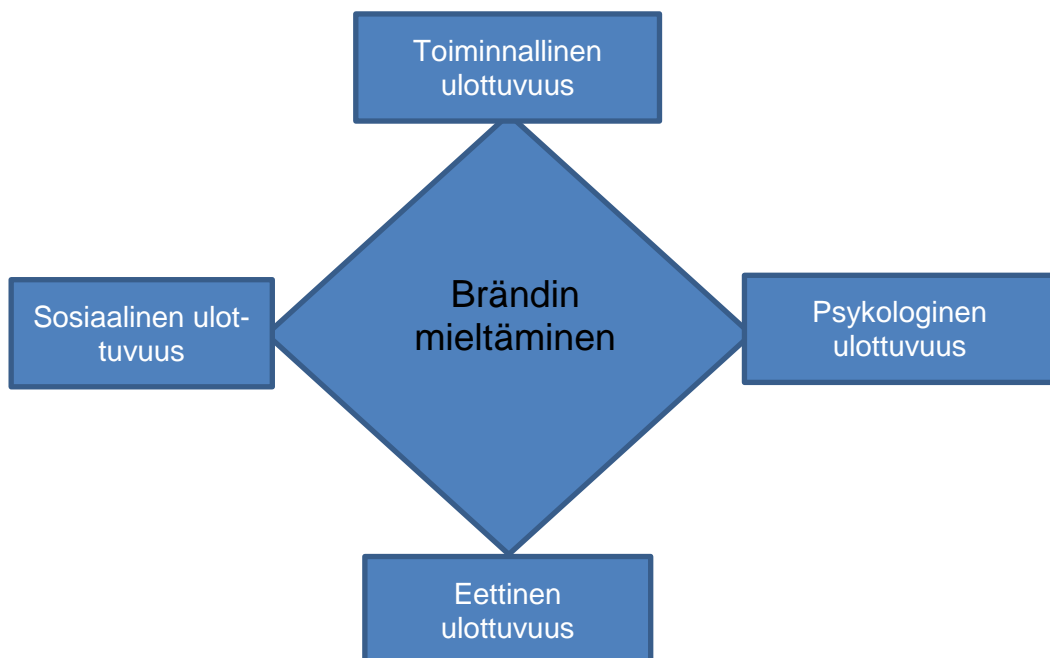 Toiminnallinen
ulottuvuus
Brändin
mieltäminen
Sosiaalinen ulot-
tuvuus
Psykologinen
ulottuvuus
Eettinen
ulottuvuus